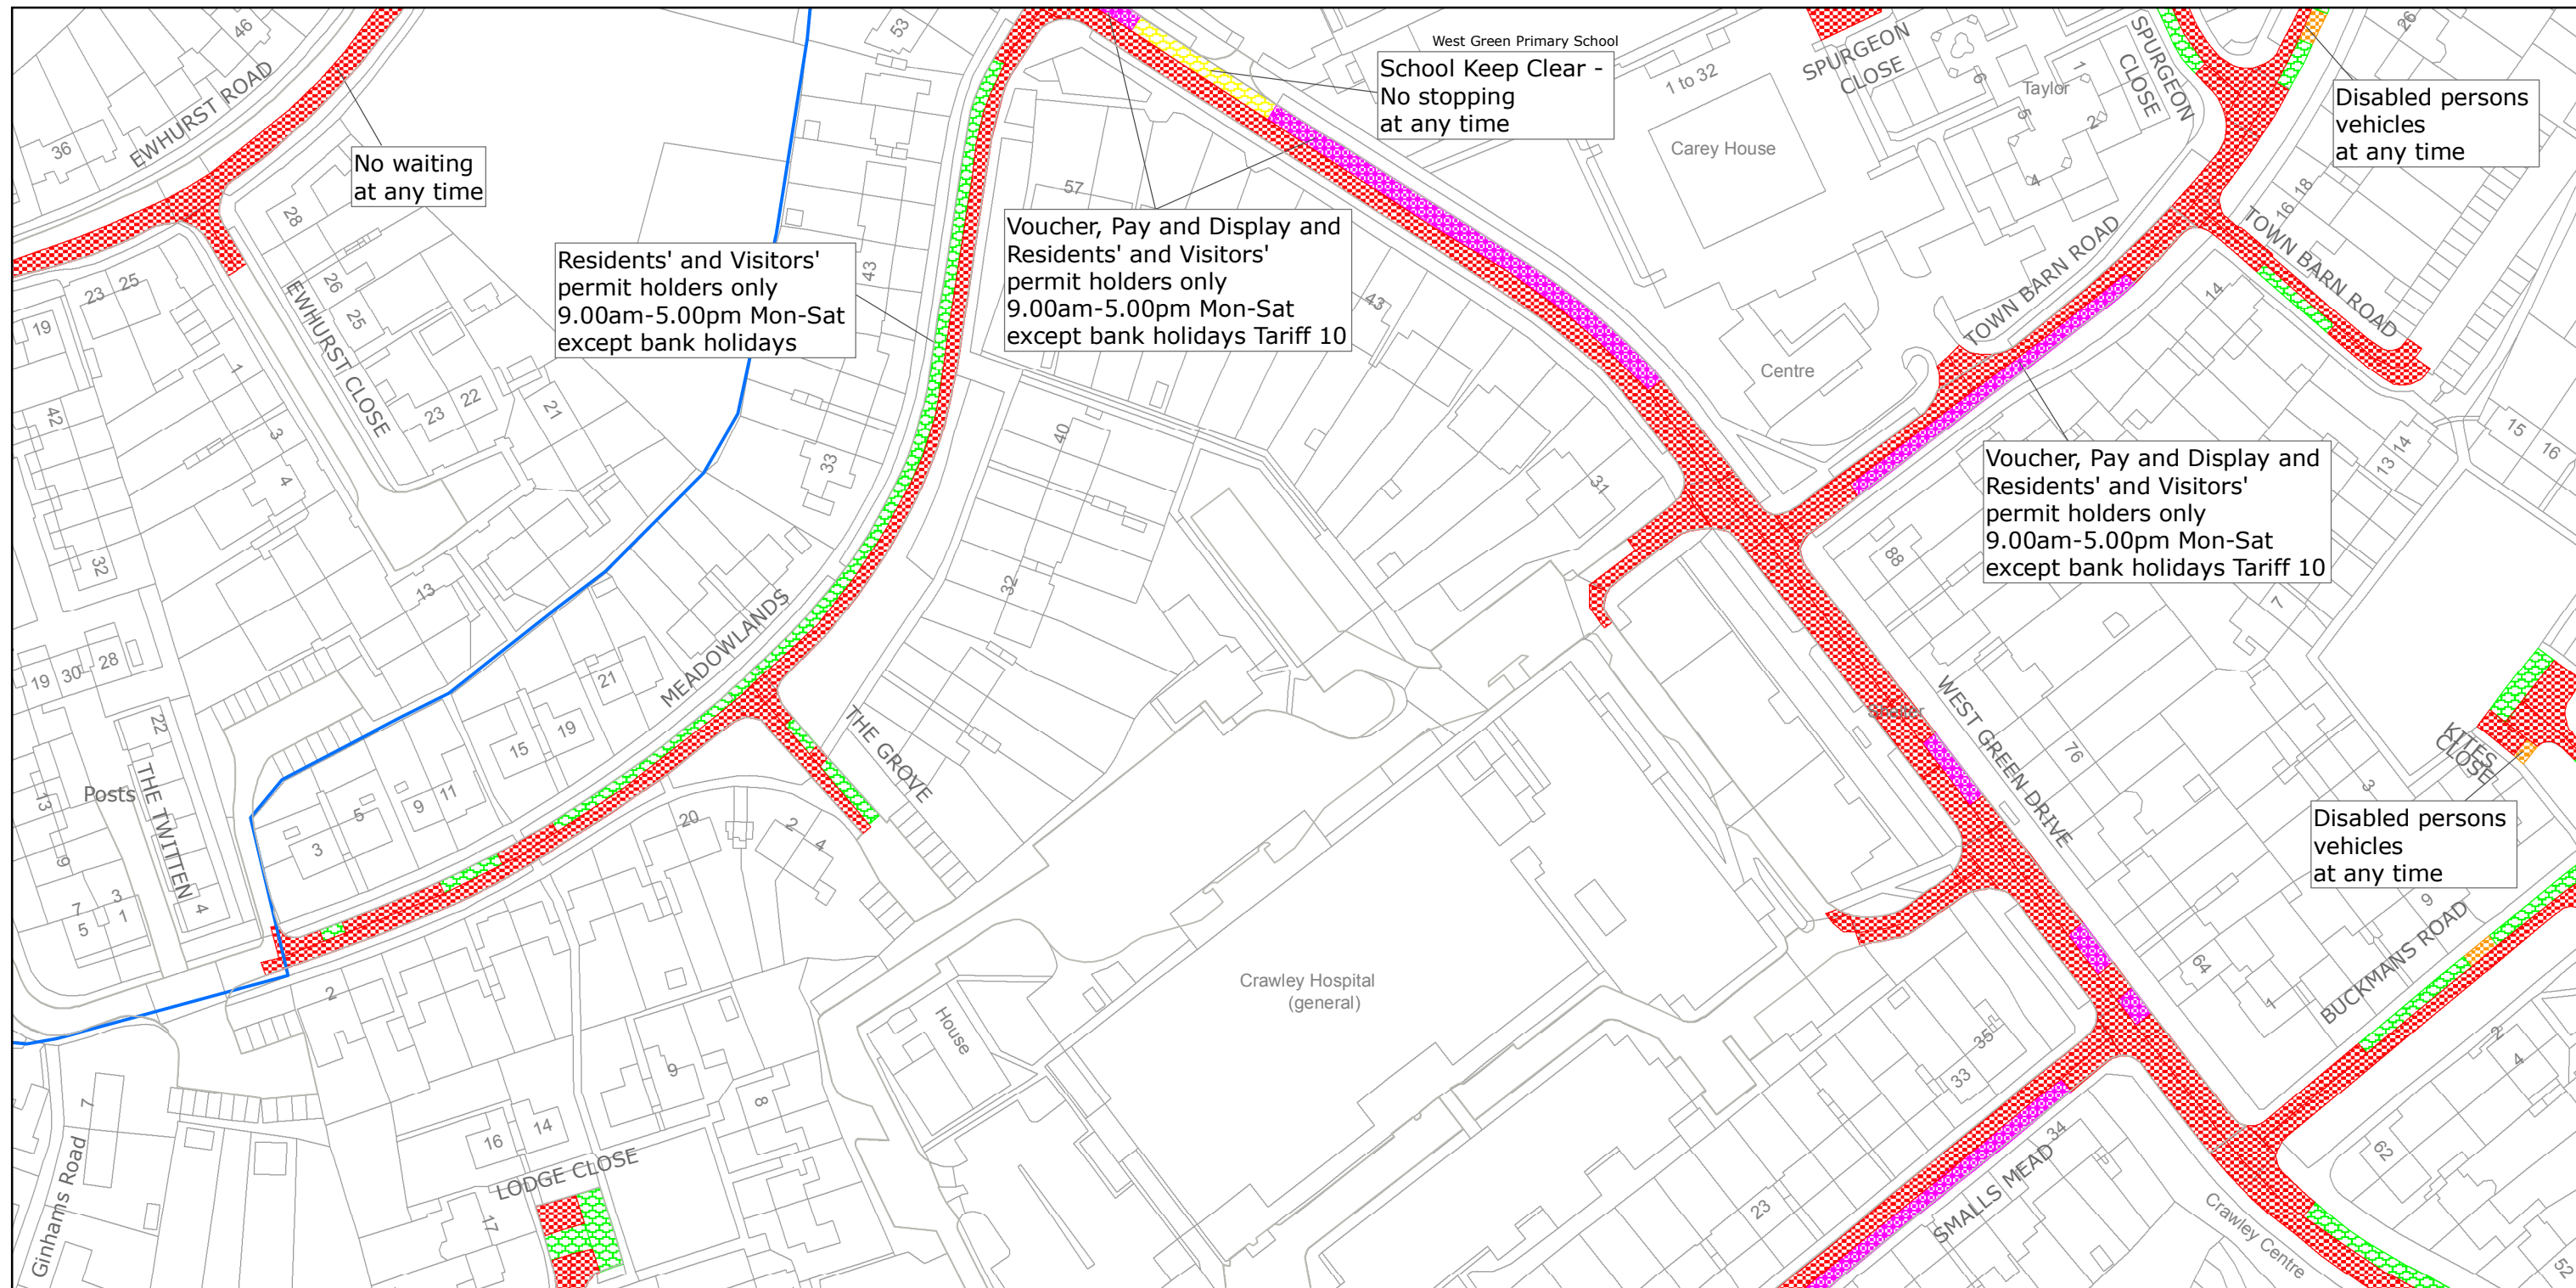 West Green Primary School
School Keep Clear -
No stopping
at any time
Disabled persons
vehicles
at any time
No waiting
at any time
Residents' and Visitors'
permit holders only
9.00am-5.00pm Mon-Sat
except bank holidays
Voucher, Pay and Display and
Residents' and Visitors'
permit holders only
9.00am-5.00pm Mon-Sat
except bank holidays Tariff 10
Voucher, Pay and Display and
Residents' and Visitors'
permit holders only
9.00am-5.00pm Mon-Sat
except bank holidays Tariff 10
Disabled persons
vehicles
at any time
EWHURST ROAD
EWHURST CLOSE
SPURGEON
CLOSE
SPURGEON
CLOSE
Taylor
1 to 32
Carey House
Centre
TOWN BARN ROAD
TOWN BARN ROAD
MEADOWLANDS
THE GROVE
THE TWITTEN
Posts
WEST GREEN DRIVE
KITES
CLOSE
BUCKMANS ROAD
Crawley Hospital
(general)
House
LODGE CLOSE
Ginhams Road
SMALLS MEAD
Crawley Centre
46
36
28
26
25
23
25
19
1
3
4
23
22
21
42
32
13
53
43
33
57
40
32
43
31
6
1
5
2
4
26
18
16
14
15
16
14
13
7
88
76
3
64
1
9
2
4
62
52
35
33
34
23
19
30
28
22
13
9
7
5
3
1
4
3
5
9
11
15
19
21
20
2
4
2
9
8
16
14
17
7